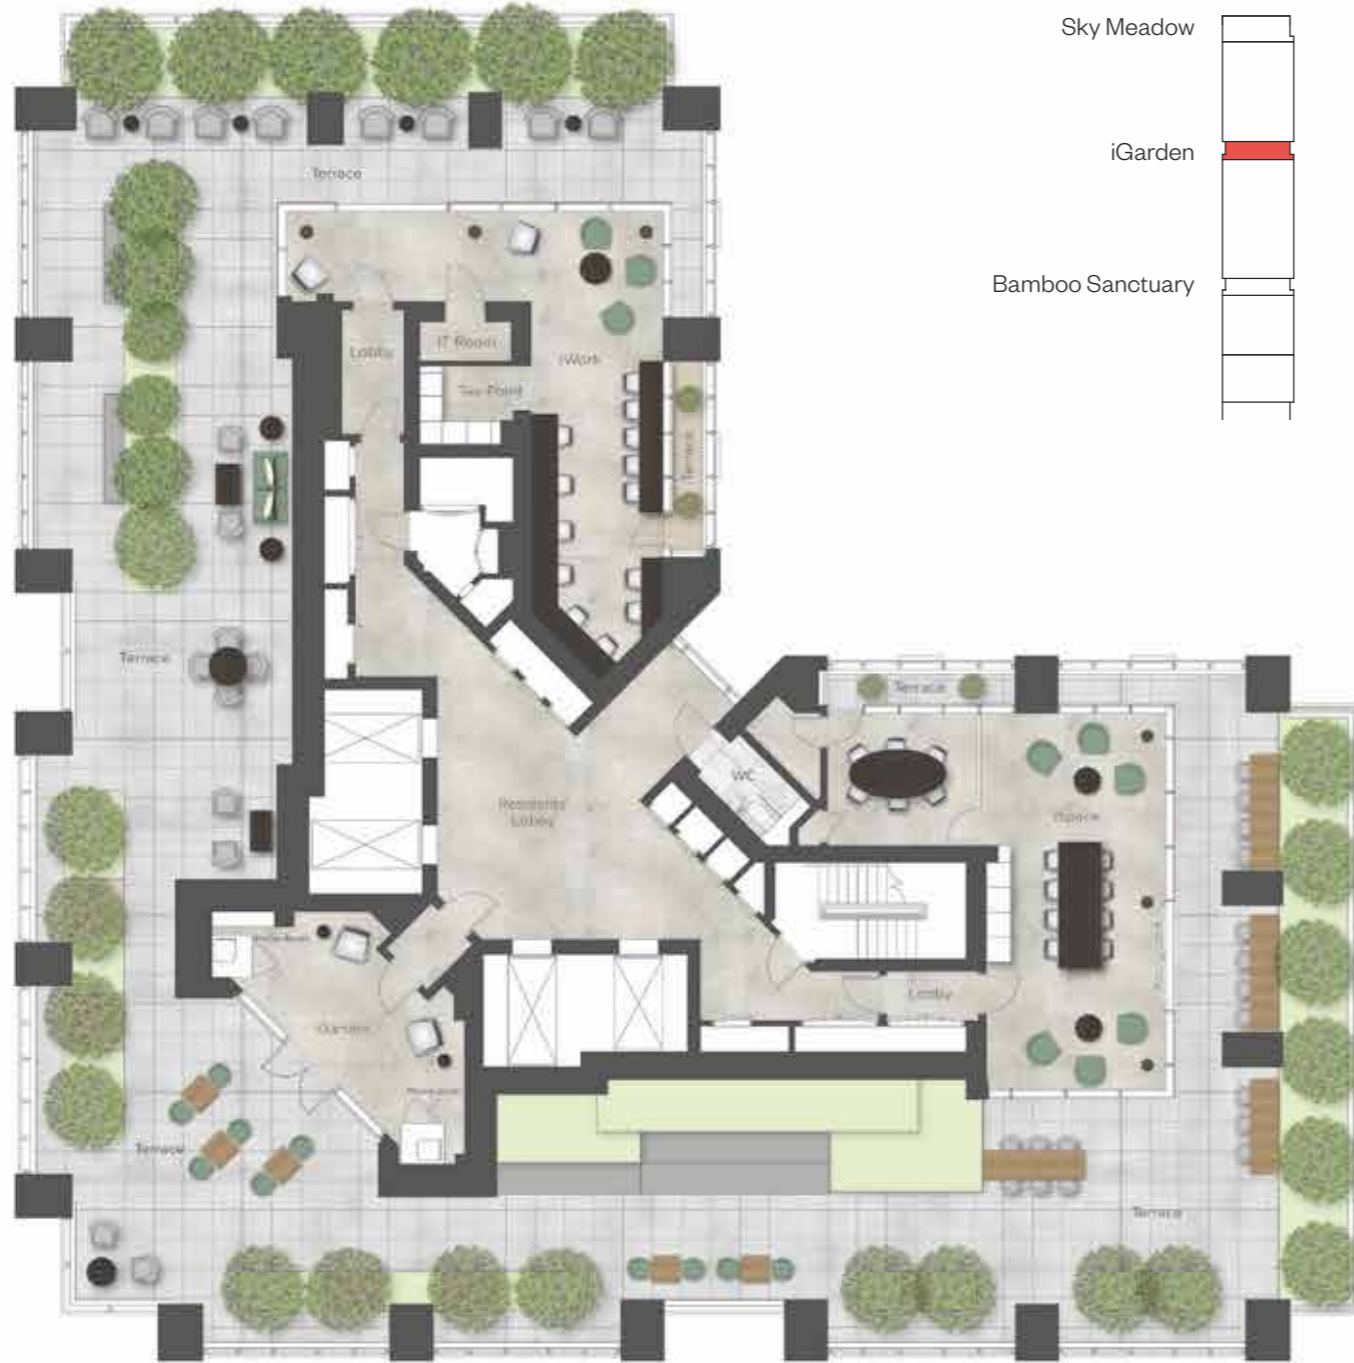 Sky Meadow
iGarden
Bamboo Sanctuary
Terrace
Lobby
IT Room
iWork
Tea Point
Terrace
Terrace
Terrace
WC
Residents'
Lobby
iSpace
Lobby
Terrace
Terrace